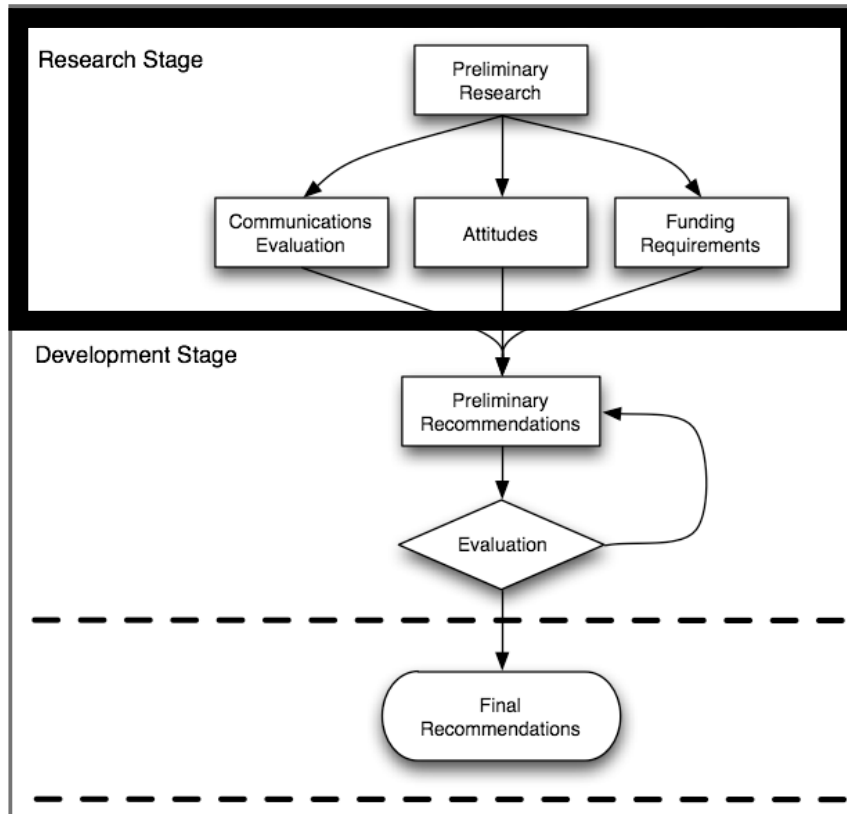 Research Stage
Preliminary
Research
Communications
Evaluation
Attitudes
Funding
Requirements
Development Stage
Preliminary
Recommendations
Evaluation
Final
Recommendations